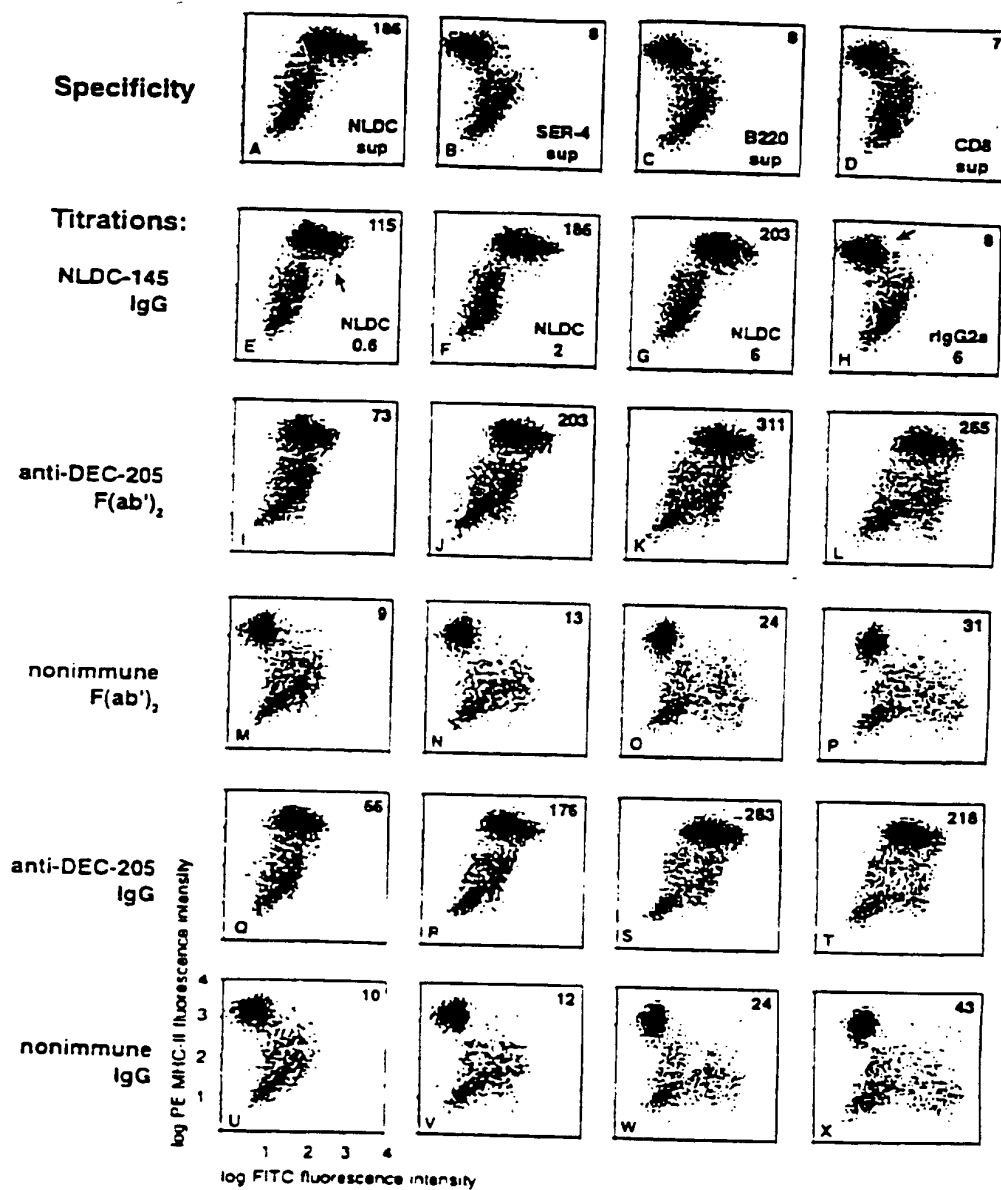 Specificity
186
NLDC
sup
A
8
SER-4
sup
B
8
B220
sup
C
7
CD8
sup
D
Titrations:
NLDC-145
IgG
115
NLDC
0.6
E
186
NLDC
2
F
203
NLDC
6
G
8
rIgG2a
6
H
anti-DEC-205
F(ab')₂
73
I
203
J
311
K
265
L
nonimmune
F(ab')₂
9
M
13
N
24
O
31
P
anti-DEC-205
IgG
66
Q
176
R
283
S
218
T
nonimmune
IgG
10
U
12
V
24
W
43
X
log PE MHC-II fluorescence intensity
4
3
2
1
1 2 3 4
log FITC fluorescence intensity